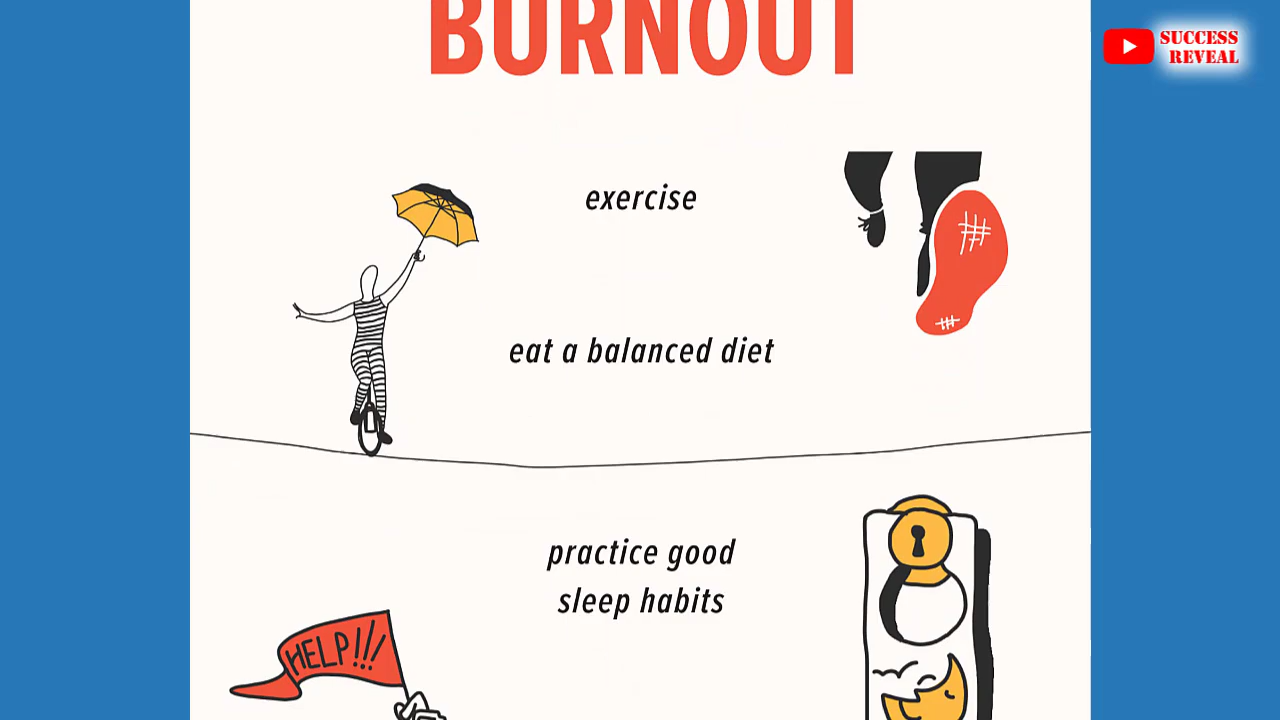 BURNOUT
SUCCESS
REVEAL
exercise
eat a balanced diet
practice good
sleep habits
HELP!!!